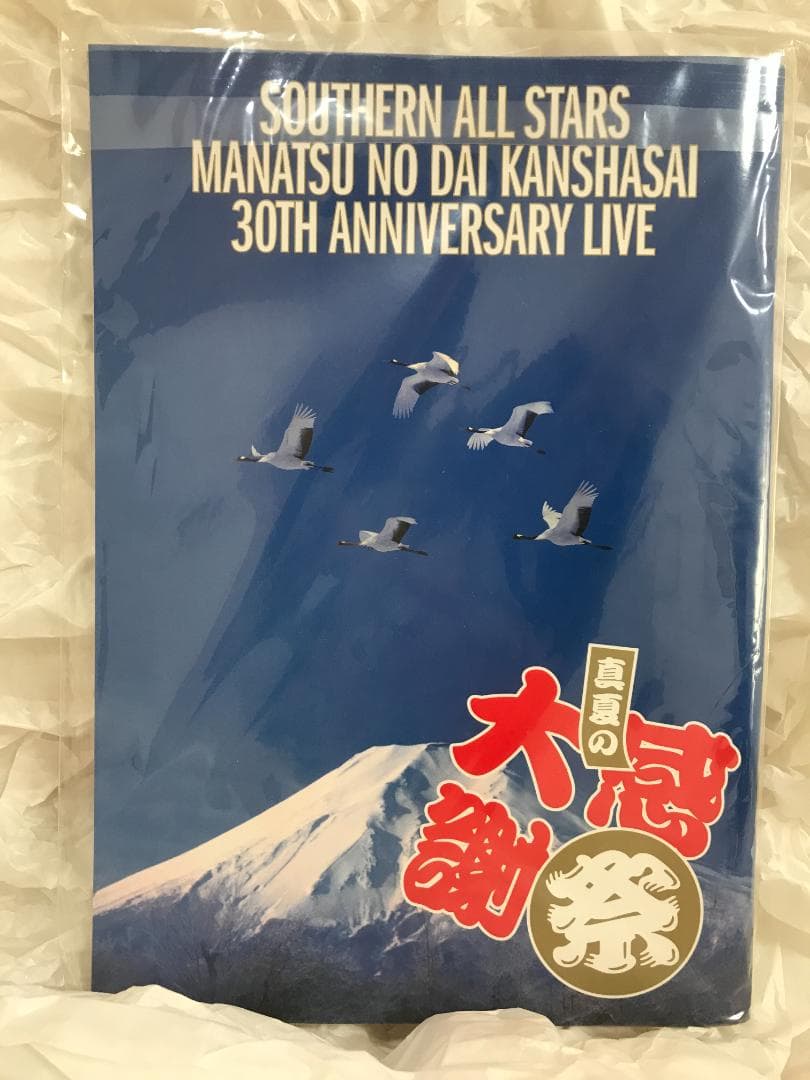 SOUTHERN ALL STARS
MANATSU NO DAI KANSHASAI
30TH ANNIVERSARY LIVE
真夏の
大感
謝祭